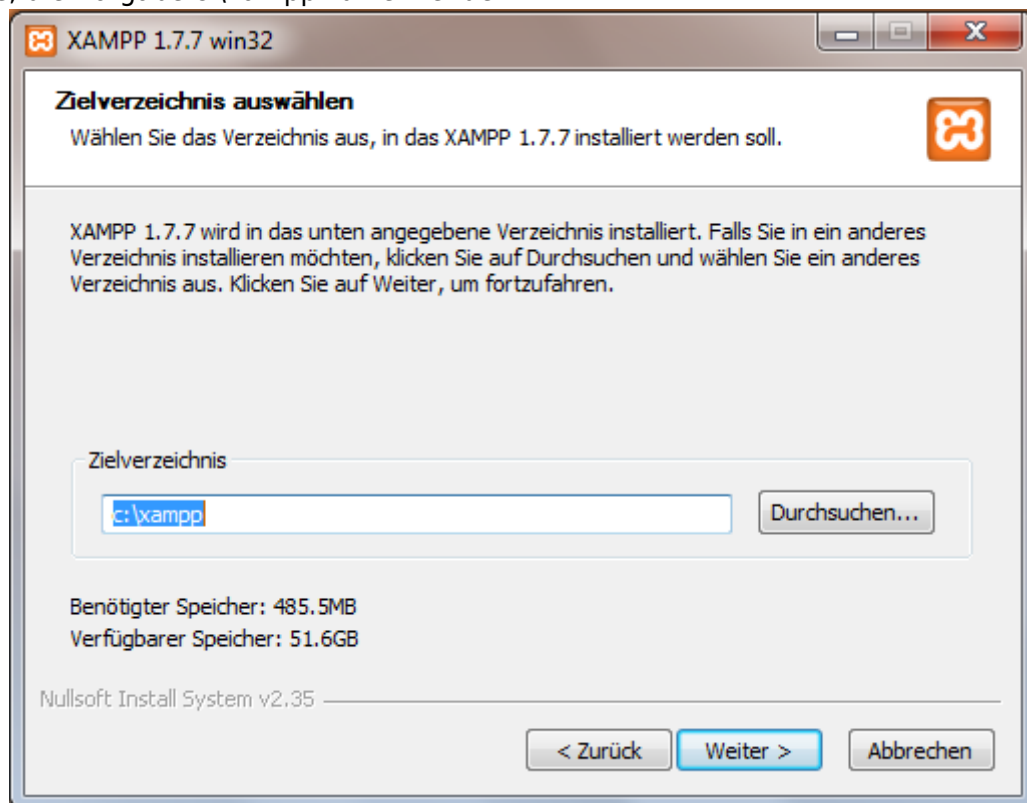 XAMPP 1.7.7 win32
Zielverzeichnis auswählen
Wählen Sie das Verzeichnis aus, in das XAMPP 1.7.7 installiert werden soll.
XAMPP 1.7.7 wird in das unten angegebene Verzeichnis installiert. Falls Sie in ein anderes
Verzeichnis installieren möchten, klicken Sie auf Durchsuchen und wählen Sie ein anderes
Verzeichnis aus. Klicken Sie auf Weiter, um fortzufahren.
Zielverzeichnis
c:\xampp
Durchsuchen...
Benötigter Speicher: 485.5MB
Verfügbarer Speicher: 51.6GB
Nullsoft Install System v2.35
< Zurück
Weiter >
Abbrechen